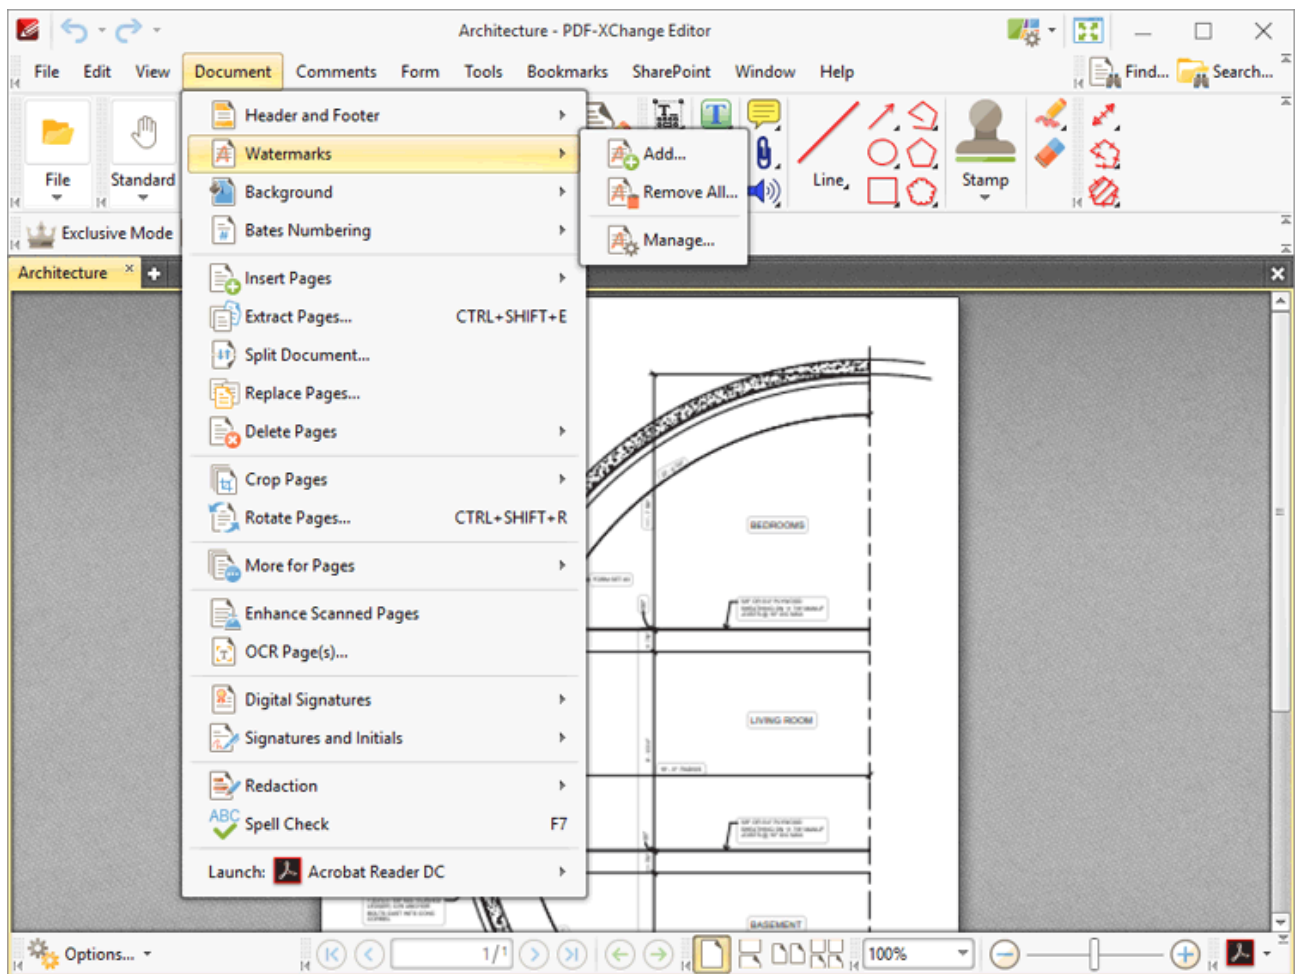 Architecture - PDF-XChange Editor
File Edit View Document Comments Form Tools Bookmarks SharePoint Window Help Find... Search...
File Standard Line Stamp
Exclusive Mode
Architecture
Header and Footer
Watermarks
Background
Bates Numbering
Insert Pages
Extract Pages... CTRL+SHIFT+E
Split Document...
Replace Pages...
Delete Pages
Crop Pages
Rotate Pages... CTRL+SHIFT+R
More for Pages
Enhance Scanned Pages
OCR Page(s)...
Digital Signatures
Signatures and Initials
Redaction
ABC Spell Check F7
Launch: Acrobat Reader DC
Add...
Remove All...
Manage...
BEDROOMS
LIVING ROOM
BASEMENT
Options... 1/1 100%